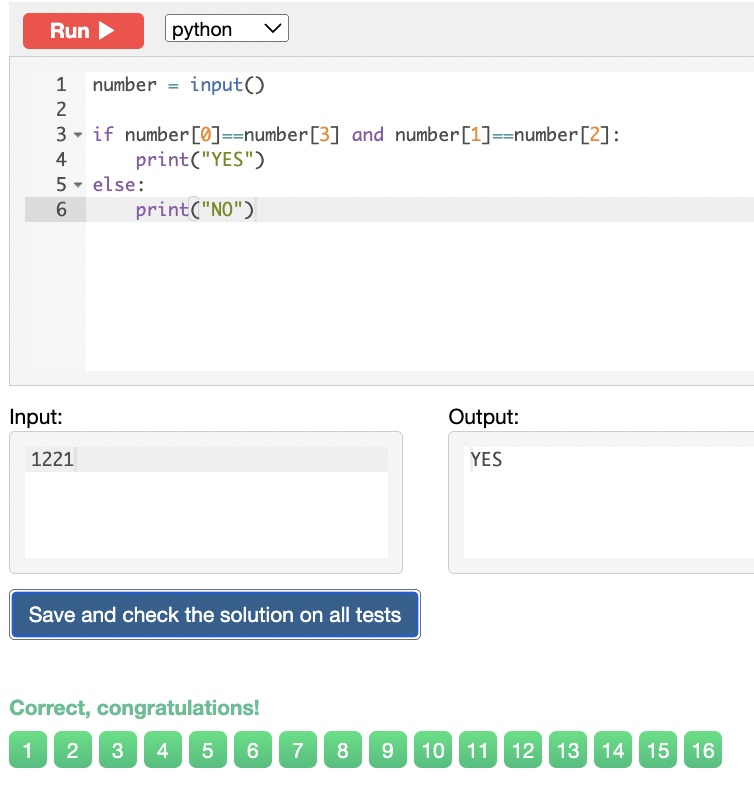 Run ▶ python
1 number = input()
2
3 if number[0]==number[3] and number[1]==number[2]:
4     print("YES")
5 else:
6     print("NO")
Input: Output:
1221 YES
Save and check the solution on all tests
Correct, congratulations!
1 2 3 4 5 6 7 8 9 10 11 12 13 14 15 16